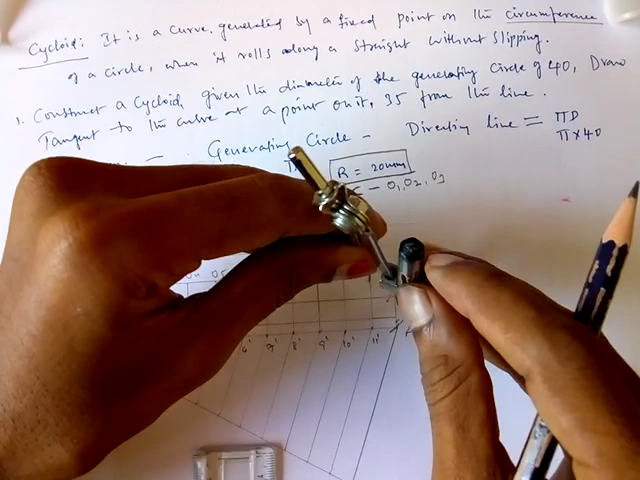 Cycloid: It is a curve generated by a fixed point on the circumference
of a circle, when it rolls along a straight without slipping.
1. Construct a cycloid, given the diameter of the generating circle of 40, Draw
Tangent to the curve at a point on it, 35 from the line.
Generating Circle - Directing line = πD
π×40
R = 20mm
- O1, O2, O3
8' 9' 10' 11'